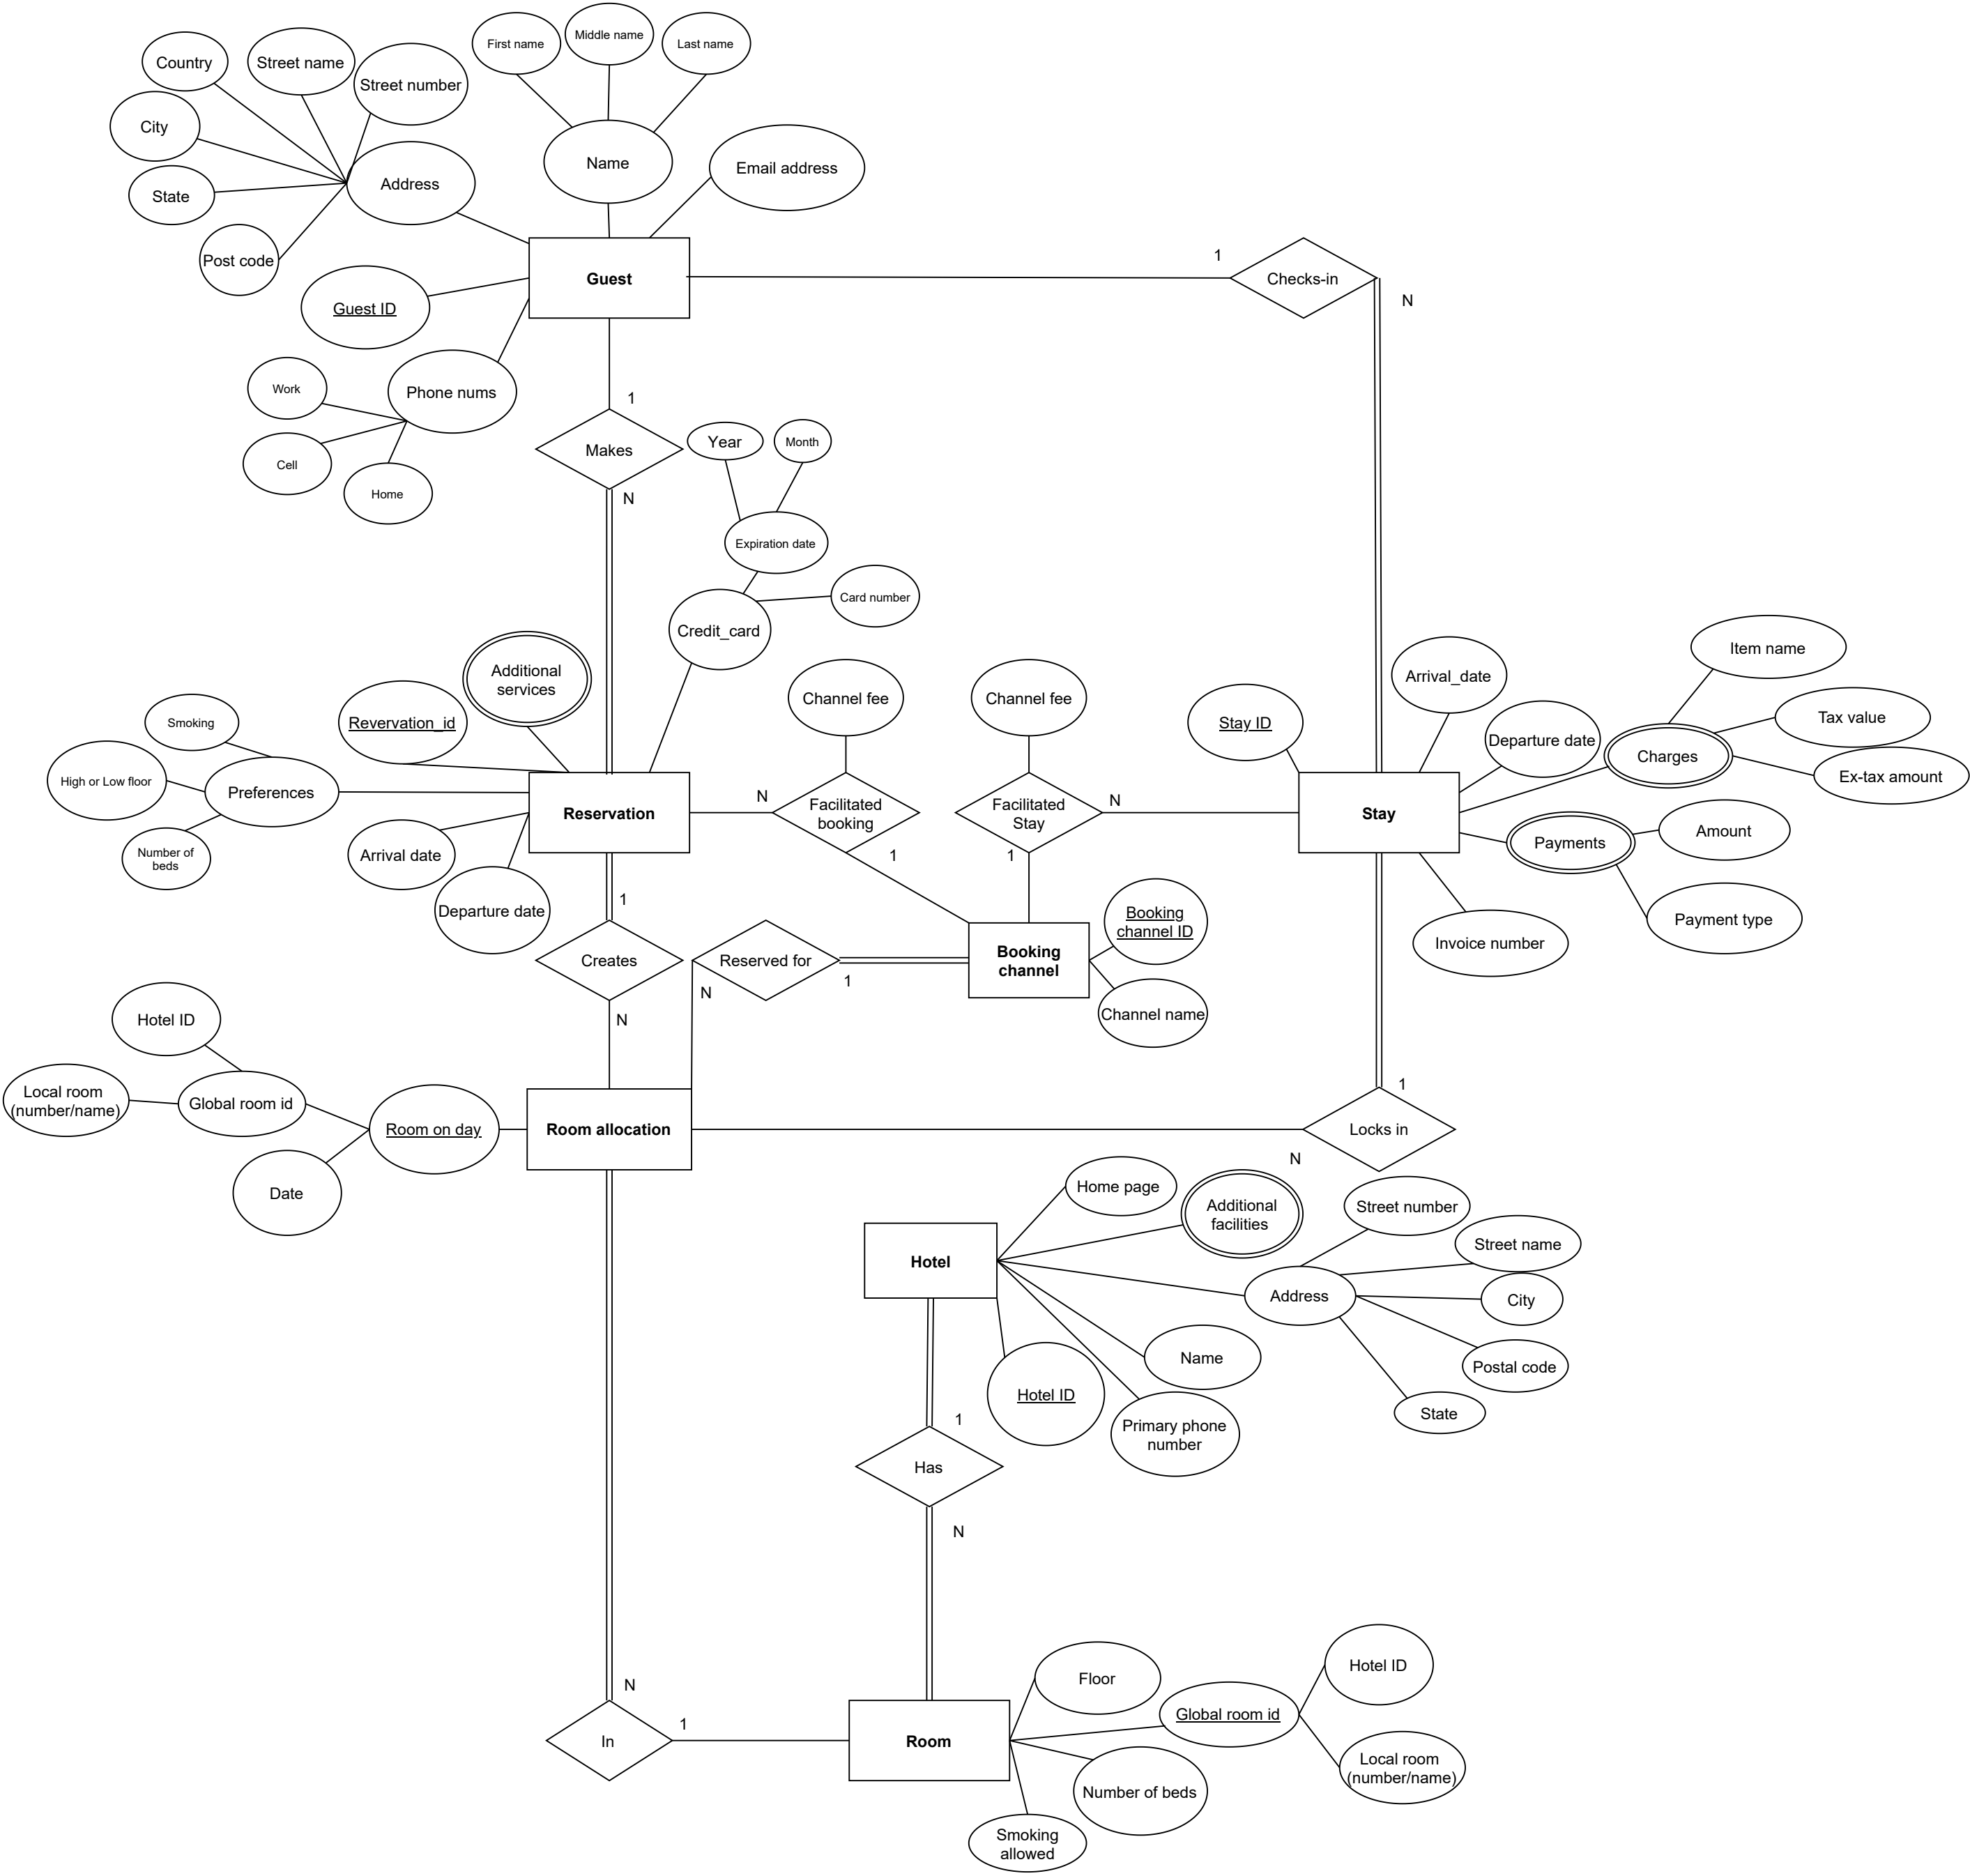 First name
Middle name
Last name
Country
Street name
Street number
City
Name
Email address
State
Address
Post code
Guest
Checks-in
1
N
Guest ID
Work
Phone nums
1
Cell
Home
Makes
Year
Month
N
Expiration date
Card number
Credit_card
Additional
services
Item name
Arrival_date
Smoking
Revervation_id
Channel fee
Channel fee
Stay ID
Departure date
Tax value
Charges
Ex-tax amount
High or Low floor
Preferences
N
N
Reservation
Facilitated
booking
Facilitated
Stay
Stay
Number of
beds
Arrival date
1
1
Payments
Amount
Departure date
1
Booking
channel ID
Payment type
Invoice number
Creates
Reserved for
Booking
channel
N
1
Channel name
Hotel ID
N
Local room
(number/name)
Global room id
Room on day
Room allocation
1
Locks in
N
Date
Home page
Additional
facilities
Street number
Street name
Hotel
Address
City
Name
Postal code
Hotel ID
State
1
Primary phone
number
Has
N
N
1
In
Floor
Hotel ID
Global room id
Room
Number of beds
Local room
(number/name)
Smoking
allowed